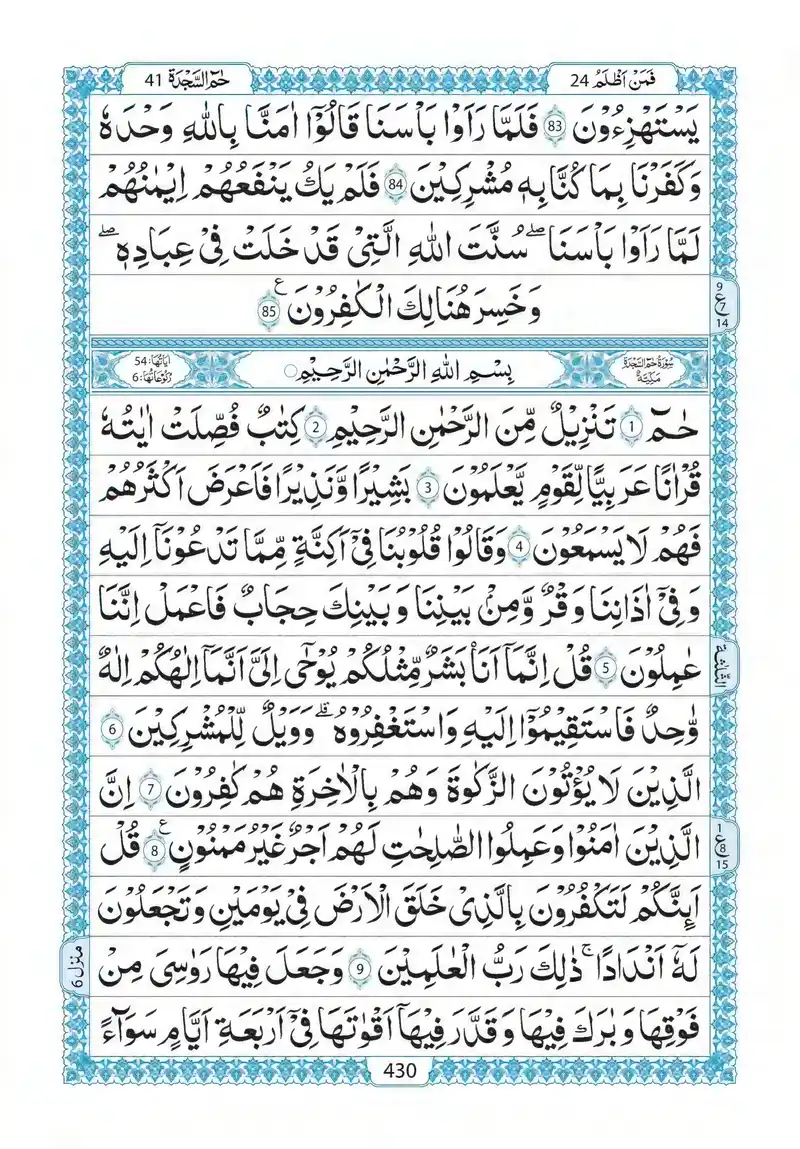 فَمَنْ اَظْلَمُ 24
حٰمٓ السَّجْدَة 41
يَسْتَهْزِءُوْنَ 83 فَلَمَّا رَاَوْا بَاْسَنَا قَالُوْٓا اٰمَنَّا بِاللّٰهِ وَحْدَهٗ
وَكَفَرْنَا بِمَا كُنَّا بِهٖ مُشْرِكِيْنَ 84 فَلَمْ يَكُ يَنْفَعُهُمْ اِيْمٰنُهُمْ
لَمَّا رَاَوْا بَاْسَنَا ۖ سُنَّتَ اللّٰهِ الَّتِيْ قَدْ خَلَتْ فِيْ عِبَادِهٖ ۖ
وَخَسِرَ هُنَالِكَ الْكٰفِرُوْنَ ع 85
9
ع 7
14
سُوْرَةُ حٰمٓ السَّجْدَة
مَكِّيَّةٌ
بِسْمِ اللّٰهِ الرَّحْمٰنِ الرَّحِيْمِ
اٰيَاتُهَا: 54
رُكُوْعَاتُهَا: 6
حٰمٓ 1 تَنْزِيْلٌ مِّنَ الرَّحْمٰنِ الرَّحِيْمِ 2 كِتٰبٌ فُصِّلَتْ اٰيٰتُهٗ
قُرْاٰنًا عَرَبِيًّا لِّقَوْمٍ يَّعْلَمُوْنَ 3 بَشِيْرًا وَّنَذِيْرًا فَاَعْرَضَ اَكْثَرُهُمْ
فَهُمْ لَا يَسْمَعُوْنَ 4 وَقَالُوْا قُلُوْبُنَا فِيْٓ اَكِنَّةٍ مِّمَّا تَدْعُوْنَآ اِلَيْهِ
وَفِيْٓ اٰذَانِنَا وَقْرٌ وَّمِنْۢ بَيْنِنَا وَبَيْنِكَ حِجَابٌ فَاعْمَلْ اِنَّنَا
عٰمِلُوْنَ 5 قُلْ اِنَّمَآ اَنَا۠ بَشَرٌ مِّثْلُكُمْ يُوْحٰٓى اِلَيَّ اَنَّمَآ اِلٰهُكُمْ اِلٰهٌ
الثلثة
وَّاحِدٌ فَاسْتَقِيْمُوْٓا اِلَيْهِ وَاسْتَغْفِرُوْهُ ۗ وَوَيْلٌ لِّلْمُشْرِكِيْنَ 6
الَّذِيْنَ لَا يُؤْتُوْنَ الزَّكٰوةَ وَهُمْ بِالْاٰخِرَةِ هُمْ كٰفِرُوْنَ 7 اِنَّ
الَّذِيْنَ اٰمَنُوْا وَعَمِلُوا الصّٰلِحٰتِ لَهُمْ اَجْرٌ غَيْرُ مَمْنُوْنٍ ع 8 قُلْ
1
ع 8
15
اَئِنَّكُمْ لَتَكْفُرُوْنَ بِالَّذِيْ خَلَقَ الْاَرْضَ فِيْ يَوْمَيْنِ وَتَجْعَلُوْنَ
لَهٗٓ اَنْدَادًا ۚ ذٰلِكَ رَبُّ الْعٰلَمِيْنَ 9 وَجَعَلَ فِيْهَا رَوٰسِيَ مِنْ
منزل 6
فَوْقِهَا وَبٰرَكَ فِيْهَا وَقَدَّرَ فِيْهَآ اَقْوٰتَهَا فِيْٓ اَرْبَعَةِ اَيَّامٍ سَوَآءً
430